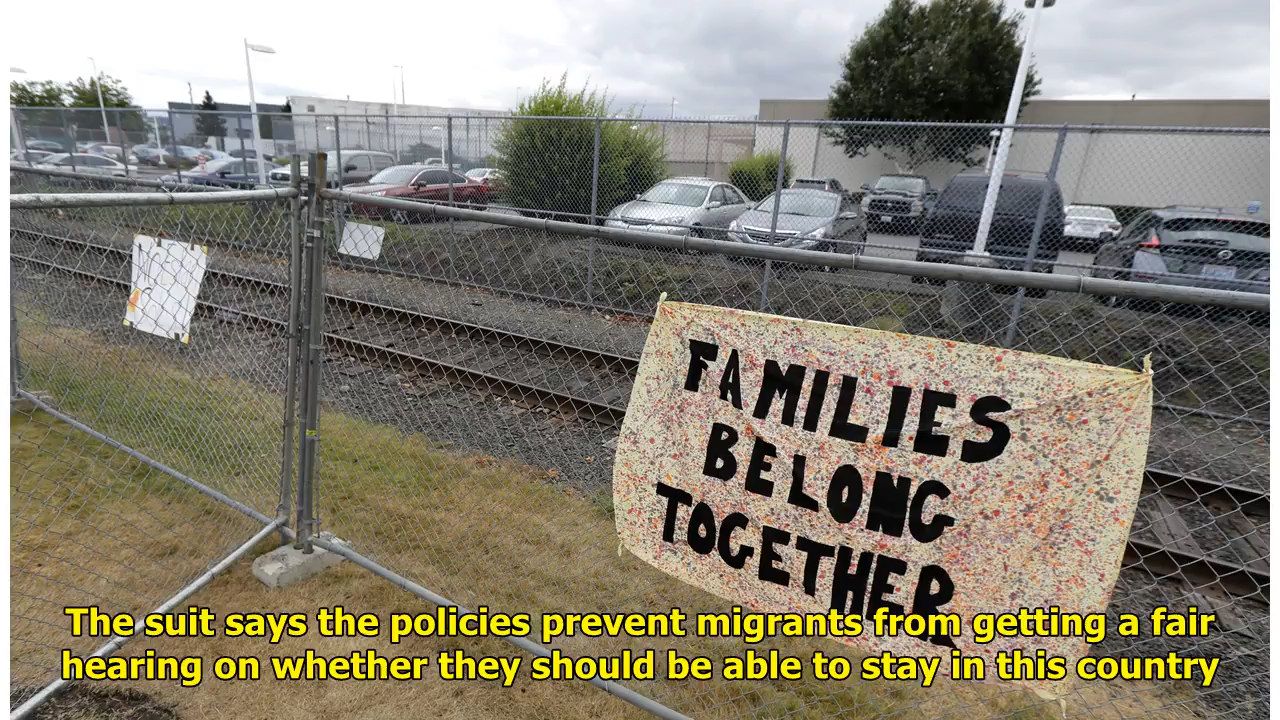 FAMILIES
BELONG
TOGETHER
The suit says the policies prevent migrants from getting a fair
hearing on whether they should be able to stay in this country